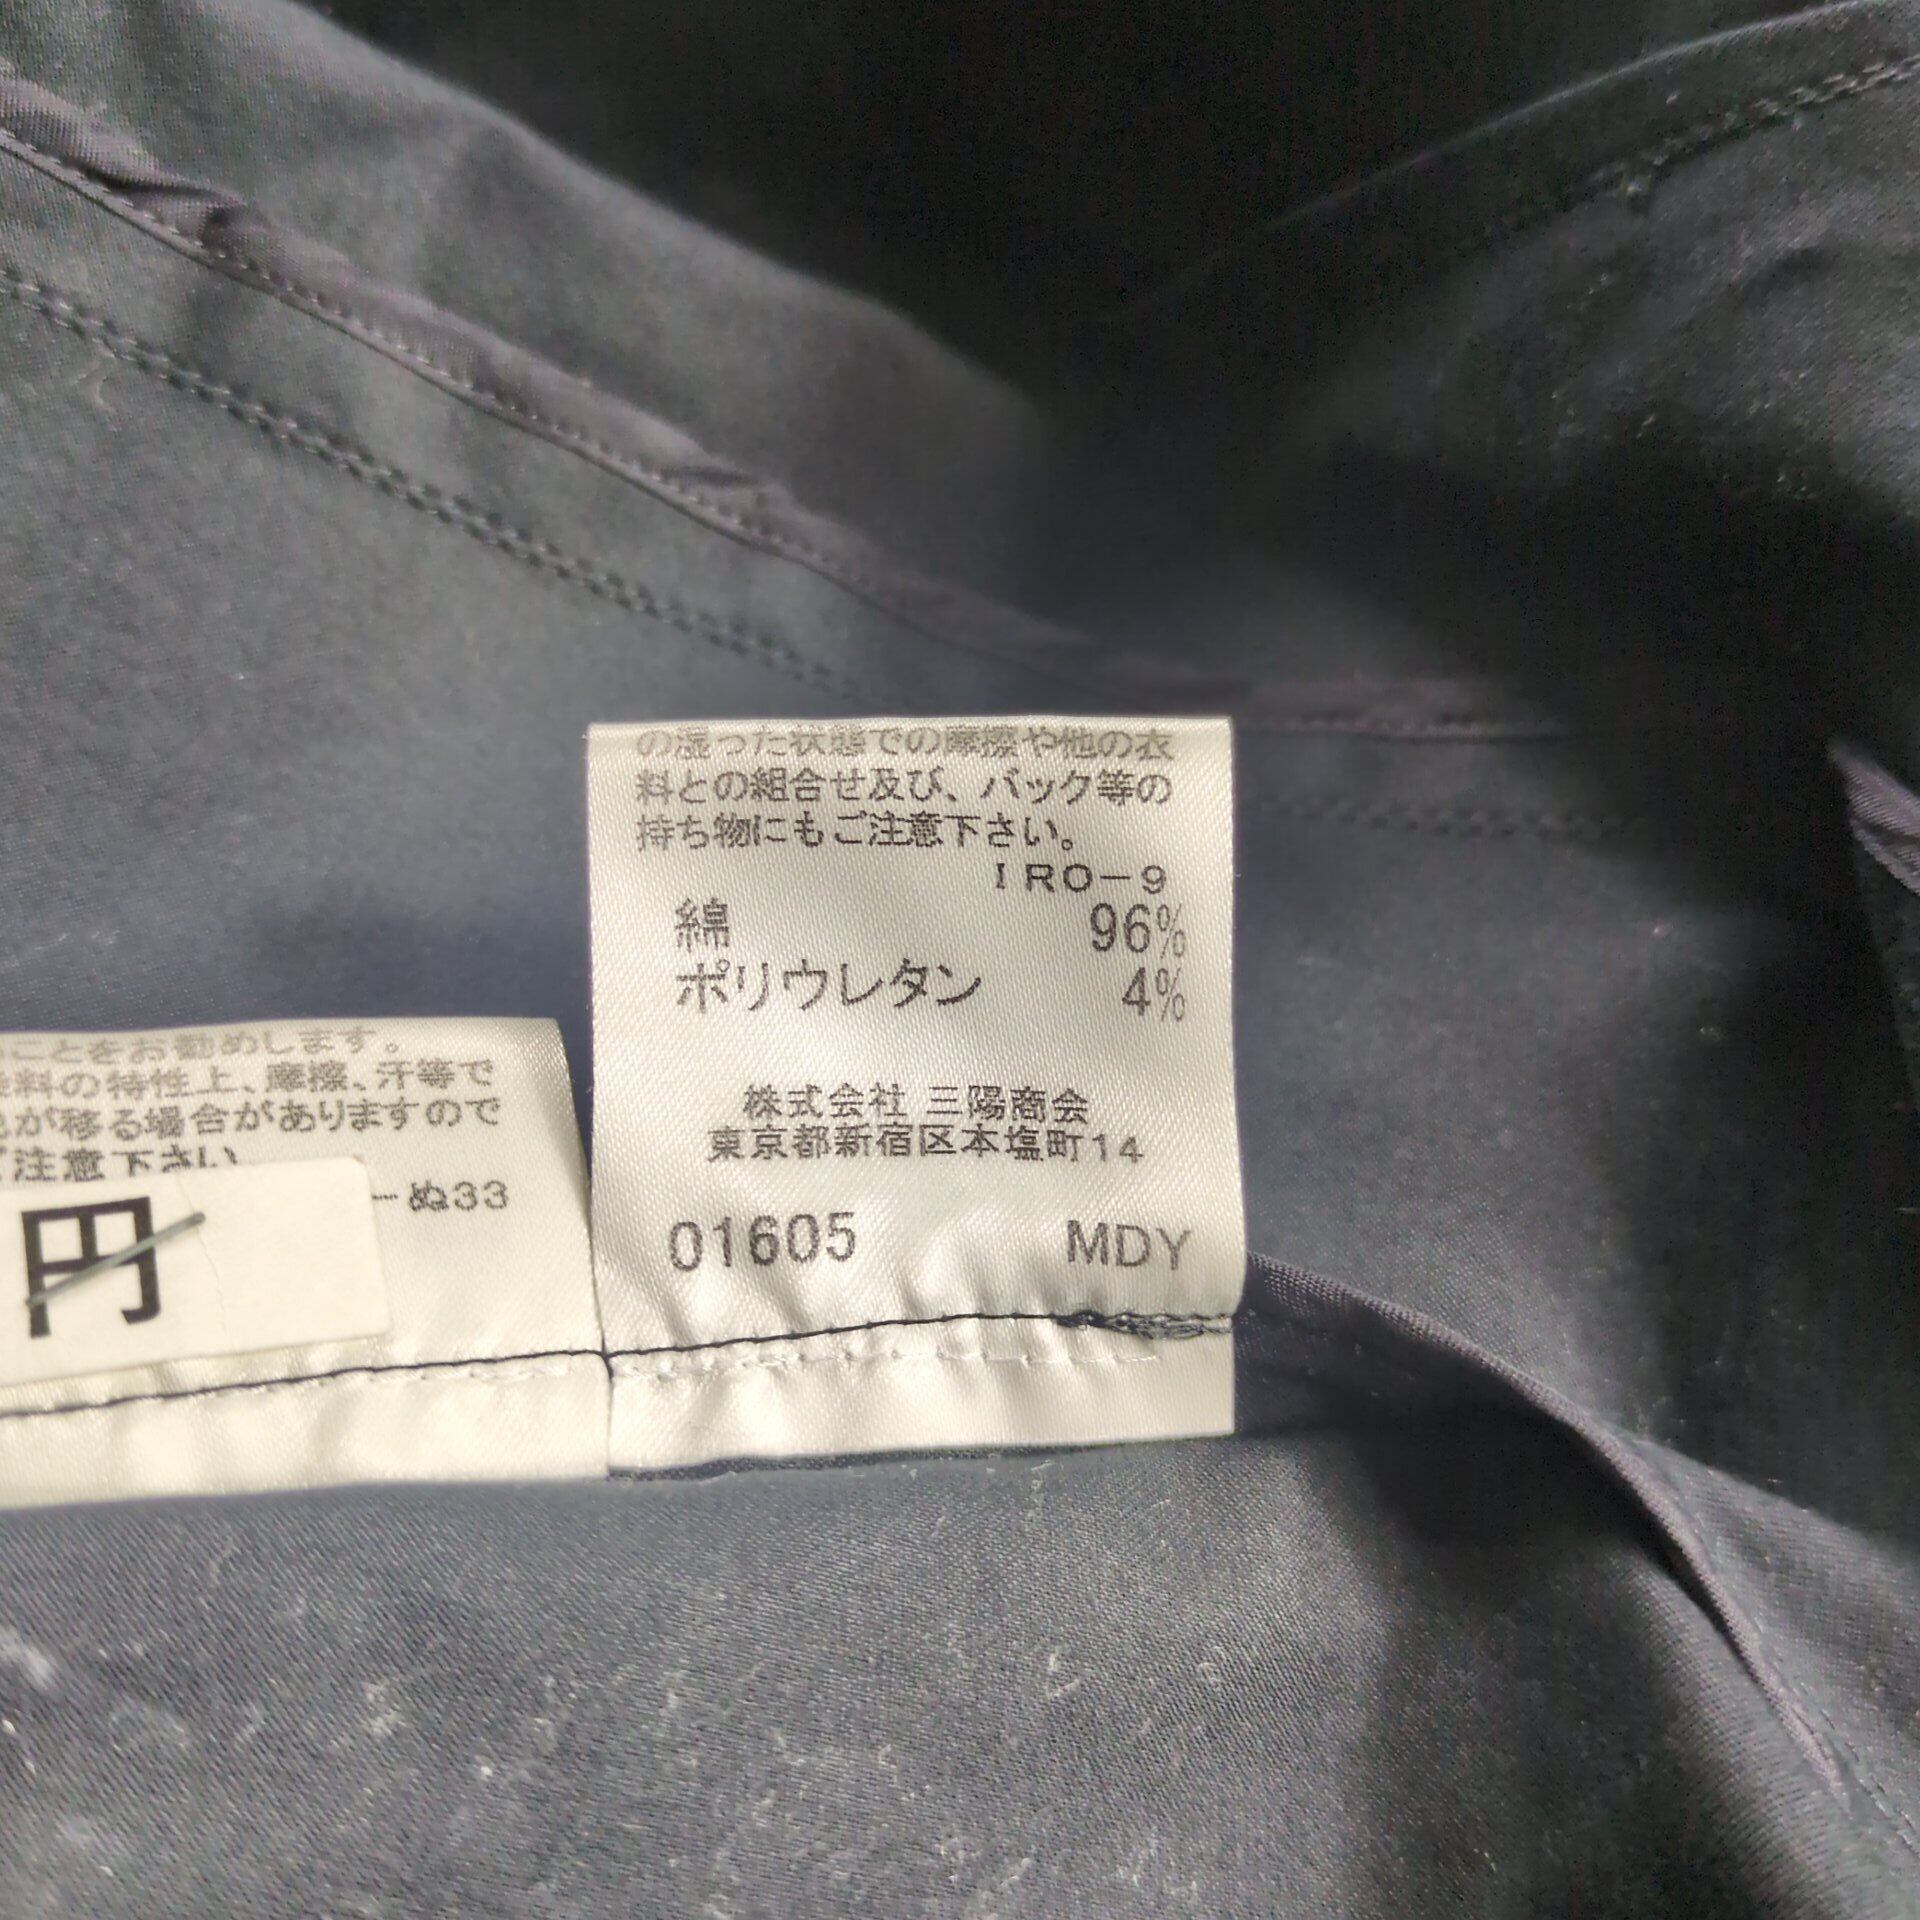 の湿った状態での摩擦や他の衣
料との組合せ及び、バック等の
持ち物にもご注意下さい。
IRO-9
綿 96%
ポリウレタン 4%
株式会社 三陽商会
東京都新宿区本塩町14
01605 MDY
ことをお勧めします。
料の特性上、摩擦、汗等で
が移る場合がありますので
ご注意下さい
-ぬ33
円